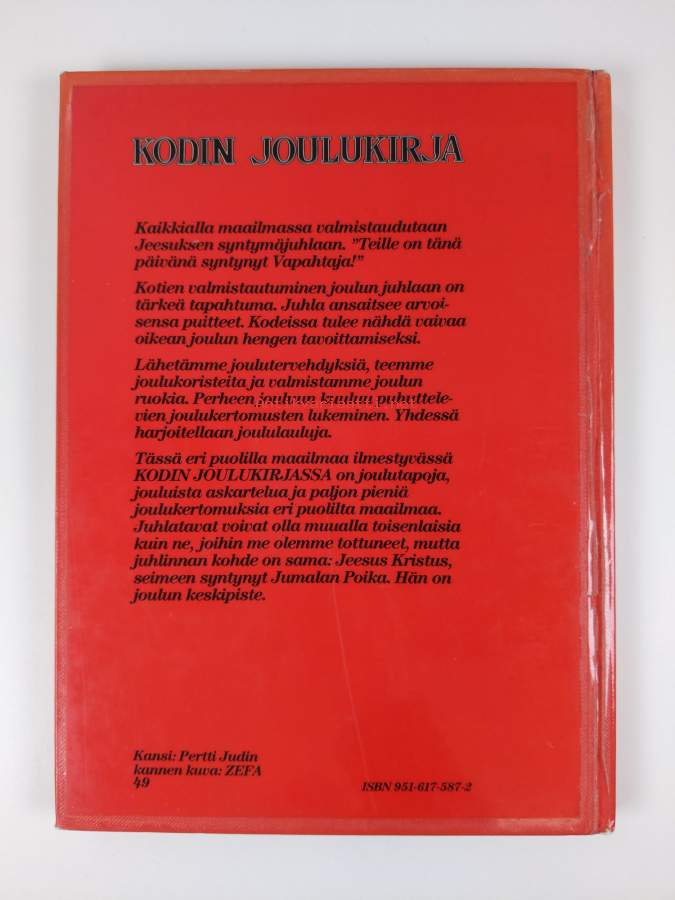 KODIN JOULUKIRJA
Kaikkialla maailmassa valmistaudutaan
Jeesuksen syntymäjuhlaan. ”Teille on tänä
päivänä syntynyt Vapahtaja!”
Kotien valmistautuminen joulun juhlaan on
tärkeä tapahtuma. Juhla ansaitsee arvoi-
sensa puitteet. Kodeissa tulee nähdä vaivaa
oikean joulun hengen tavoittamiseksi.
Lähetämme joulutervehdyksiä, teemme
joulukoristeita ja valmistamme joulun
ruokia. Perheen jouluun kuuluu puhuttele-
vien joulukertomusten lukeminen. Yhdessä
harjoitellaan joululauluja.
Tässä eri puolilla maailmaa ilmestyvässä
KODIN JOULUKIRJASSA on joulutapoja,
jouluista askartelua ja paljon pieniä
joulukertomuksia eri puolilta maailmaa.
Juhlatavat voivat olla muualla toisenlaisia
kuin ne, joihin me olemme tottuneet, mutta
juhlinnan kohde on sama: Jeesus Kristus,
seimeen syntynyt Jumalan Poika. Hän on
joulun keskipiste.
Kansi: Pertti Judin
kannen kuva: ZEFA
49
ISBN 951-617-587-2